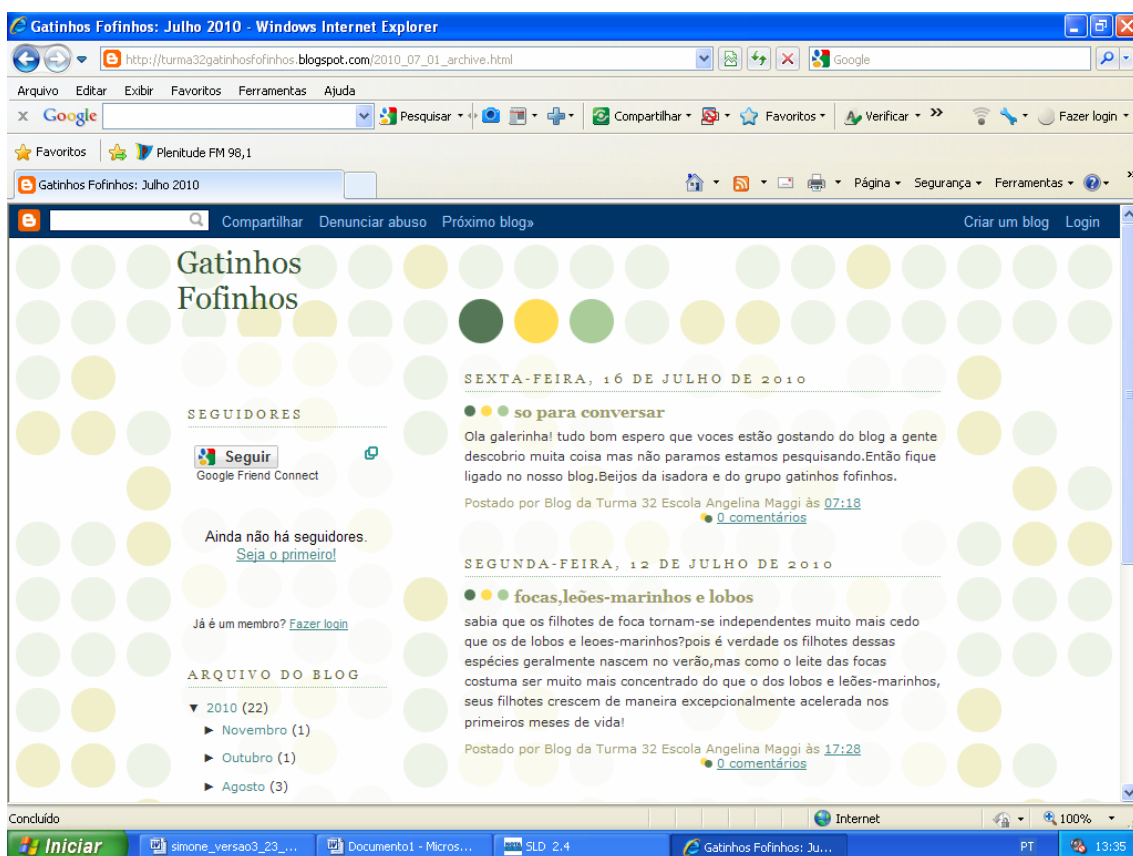 Gatinhos Fofinhos: Julho 2010 - Windows Internet Explorer
http://turma32gatinhosfofinhos.blogspot.com/2010_07_01_archive.html
Google
Arquivo Editar Exibir Favoritos Ferramentas Ajuda
x Google Pesquisar Compartilhar Favoritos Verificar Fazer login
Favoritos Plenitude FM 98,1
Gatinhos Fofinhos: Julho 2010 Página Segurança Ferramentas
Compartilhar Denunciar abuso Próximo blog» Criar um blog Login
Gatinhos
Fofinhos
SEGUIDORES
Seguir
Google Friend Connect
Ainda não há seguidores.
Seja o primeiro!
Já é um membro? Fazer login
ARQUIVO DO BLOG
▼ 2010 (22)
► Novembro (1)
► Outubro (1)
► Agosto (3)
SEXTA-FEIRA, 16 DE JULHO DE 2010
so para conversar
Ola galerinha! tudo bom espero que voces estão gostando do blog a gente
descobrio muita coisa mas não paramos estamos pesquisando.Então fique
ligado no nosso blog.Beijos da isadora e do grupo gatinhos fofinhos.
Postado por Blog da Turma 32 Escola Angelina Maggi às 07:18
0 comentários
SEGUNDA-FEIRA, 12 DE JULHO DE 2010
focas,leões-marinhos e lobos
sabia que os filhotes de foca tornam-se independentes muito mais cedo
que os de lobos e leoes-marinhos?pois é verdade os filhotes dessas
espécies geralmente nascem no verão,mas como o leite das focas
costuma ser muito mais concentrado do que o dos lobos e leões-marinhos,
seus filhotes crescem de maneira excepcionalmente acelerada nos
primeiros meses de vida!
Postado por Blog da Turma 32 Escola Angelina Maggi às 17:28
0 comentários
Concluído Internet 100%
Iniciar simone_versao3_23_... Documento1 - Micros... SLD 2.4 Gatinhos Fofinhos: Ju... PT 13:35